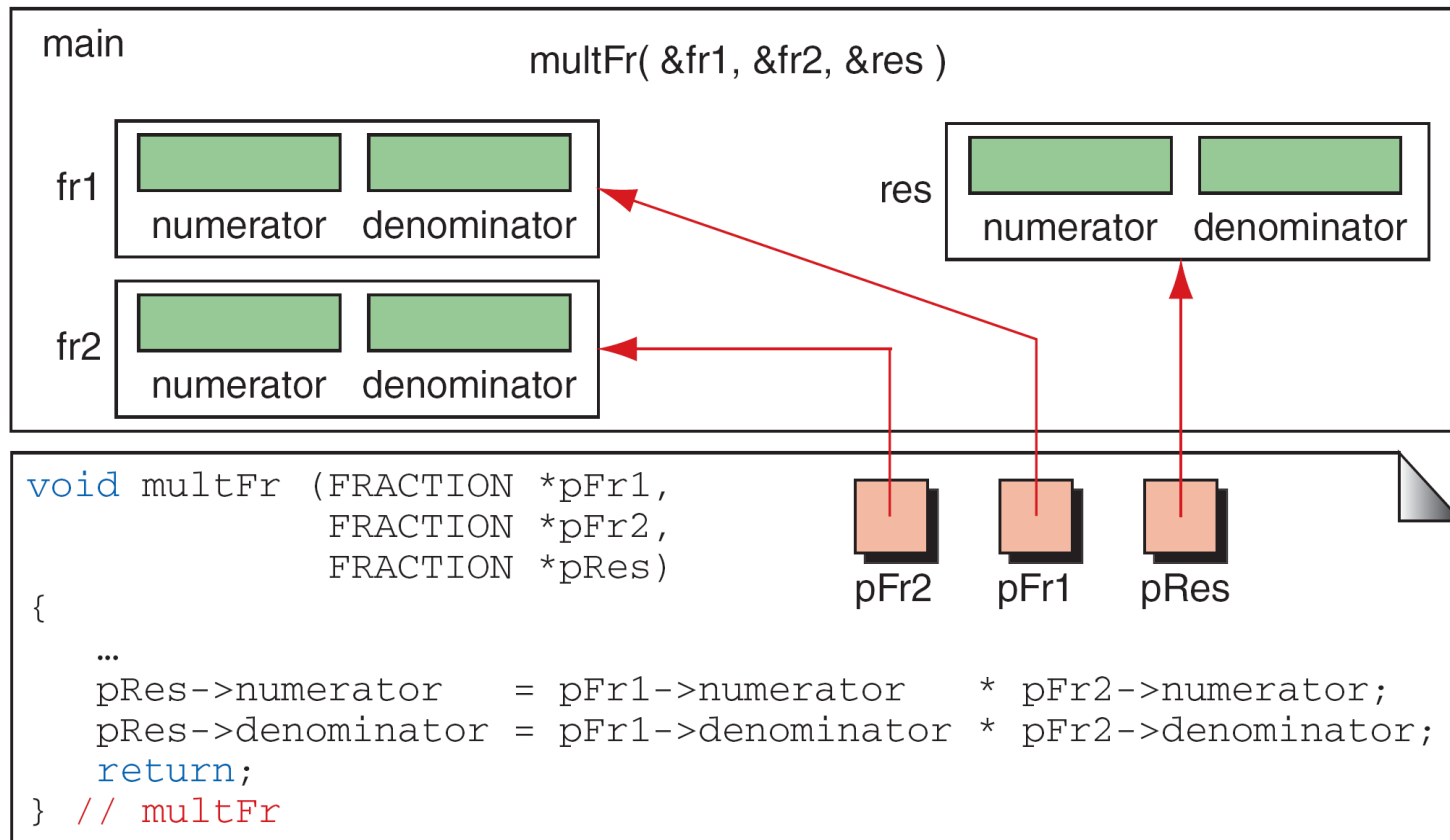 main
multFr( &fr1, &fr2, &res )
fr1
numerator denominator
res
numerator denominator
fr2
numerator denominator
void multFr (FRACTION *pFr1,
FRACTION *pFr2,
FRACTION *pRes)
pFr2 pFr1 pRes
{
…
pRes->numerator = pFr1->numerator * pFr2->numerator;
pRes->denominator = pFr1->denominator * pFr2->denominator;
return;
} // multFr